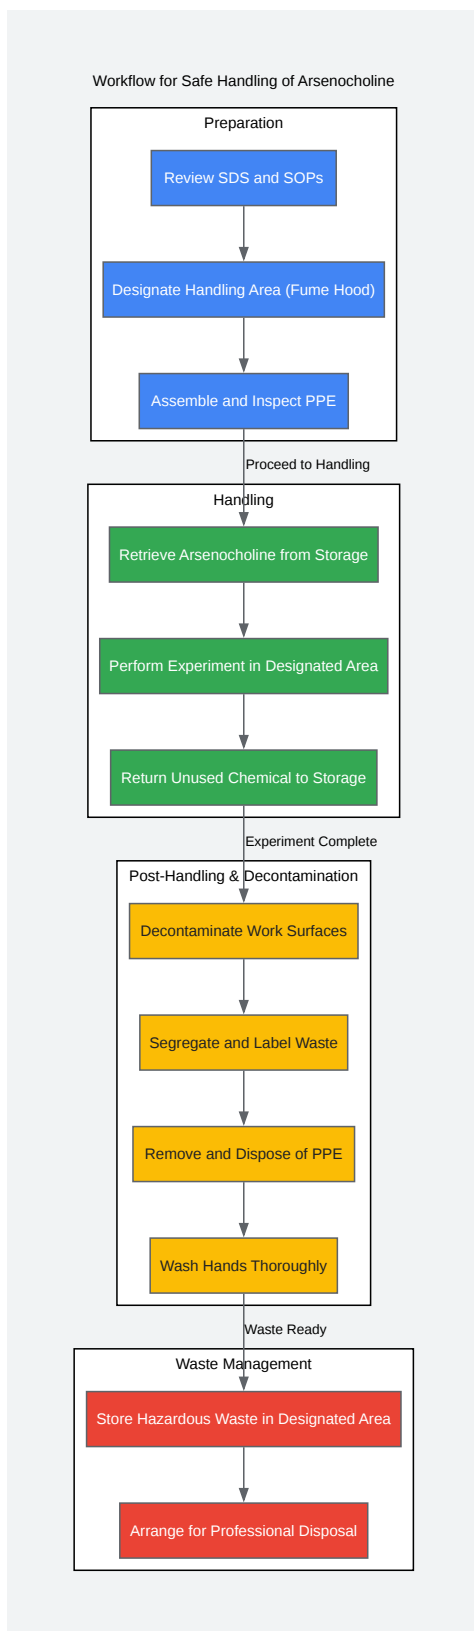 Workflow for Safe Handling of Arsenocholine
Preparation
Review SDS and SOPs
Designate Handling Area (Fume Hood)
Assemble and Inspect PPE
Proceed to Handling
Handling
Retrieve Arsenocholine from Storage
Perform Experiment in Designated Area
Return Unused Chemical to Storage
Experiment Complete
Post-Handling & Decontamination
Decontaminate Work Surfaces
Segregate and Label Waste
Remove and Dispose of PPE
Wash Hands Thoroughly
Waste Ready
Waste Management
Store Hazardous Waste in Designated Area
Arrange for Professional Disposal